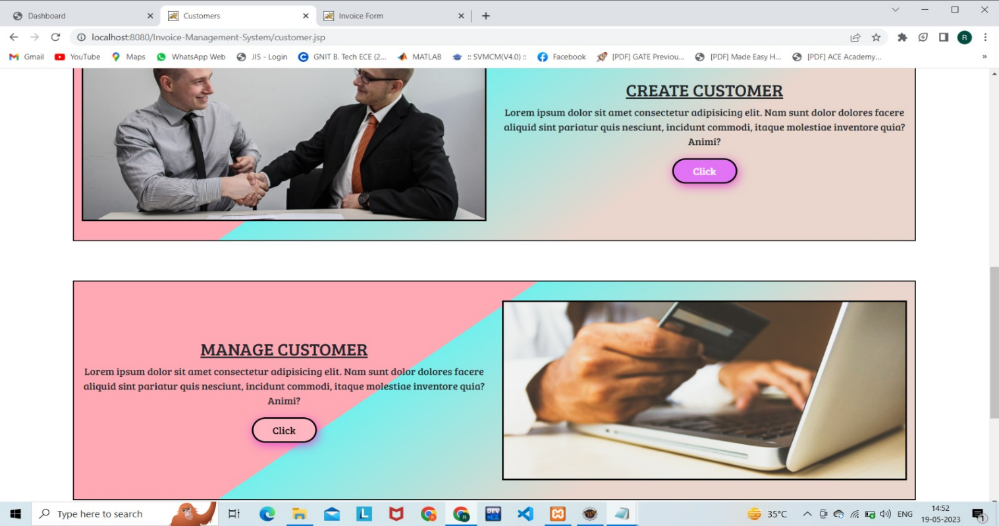 Dashboard
Customers
Invoice Form
localhost:8080/Invoice-Management-System/customer.jsp
R
Gmail
YouTube
Maps
WhatsApp Web
JIS - Login
GNIT B. Tech ECE (2...
MATLAB
:: SVMCM(V4.0) ::
Facebook
[PDF] GATE Previou...
[PDF] Made Easy H...
[PDF] ACE Academy...
»
CREATE CUSTOMER
Lorem ipsum dolor sit amet consectetur adipisicing elit. Nam sunt dolor dolores facere
aliquid sint pariatur quis nesciunt, incidunt commodi, itaque molestiae inventore quia?
Animi?
Click
MANAGE CUSTOMER
Lorem ipsum dolor sit amet consectetur adipisicing elit. Nam sunt dolor dolores facere
aliquid sint pariatur quis nesciunt, incidunt commodi, itaque molestiae inventore quia?
Animi?
Click
Type here to search
L
DEV
35°C
ENG
14:52
19-05-2023
1